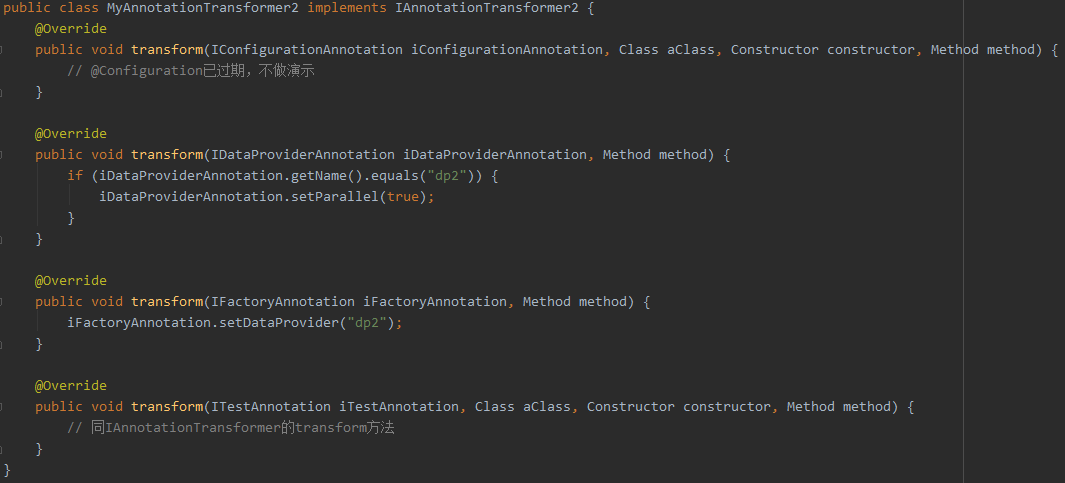 public class MyAnnotationTransformer2 implements IAnnotationTransformer2 {
    @Override
    public void transform(IConfigurationAnnotation iConfigurationAnnotation, Class aClass, Constructor constructor, Method method) {
        // @Configuration已过期，不做演示
    }

    @Override
    public void transform(IDataProviderAnnotation iDataProviderAnnotation, Method method) {
        if (iDataProviderAnnotation.getName().equals("dp2")) {
            iDataProviderAnnotation.setParallel(true);
        }
    }

    @Override
    public void transform(IFactoryAnnotation iFactoryAnnotation, Method method) {
        iFactoryAnnotation.setDataProvider("dp2");
    }

    @Override
    public void transform(ITestAnnotation iTestAnnotation, Class aClass, Constructor constructor, Method method) {
        // 同IAnnotationTransformer的transform方法
    }
}